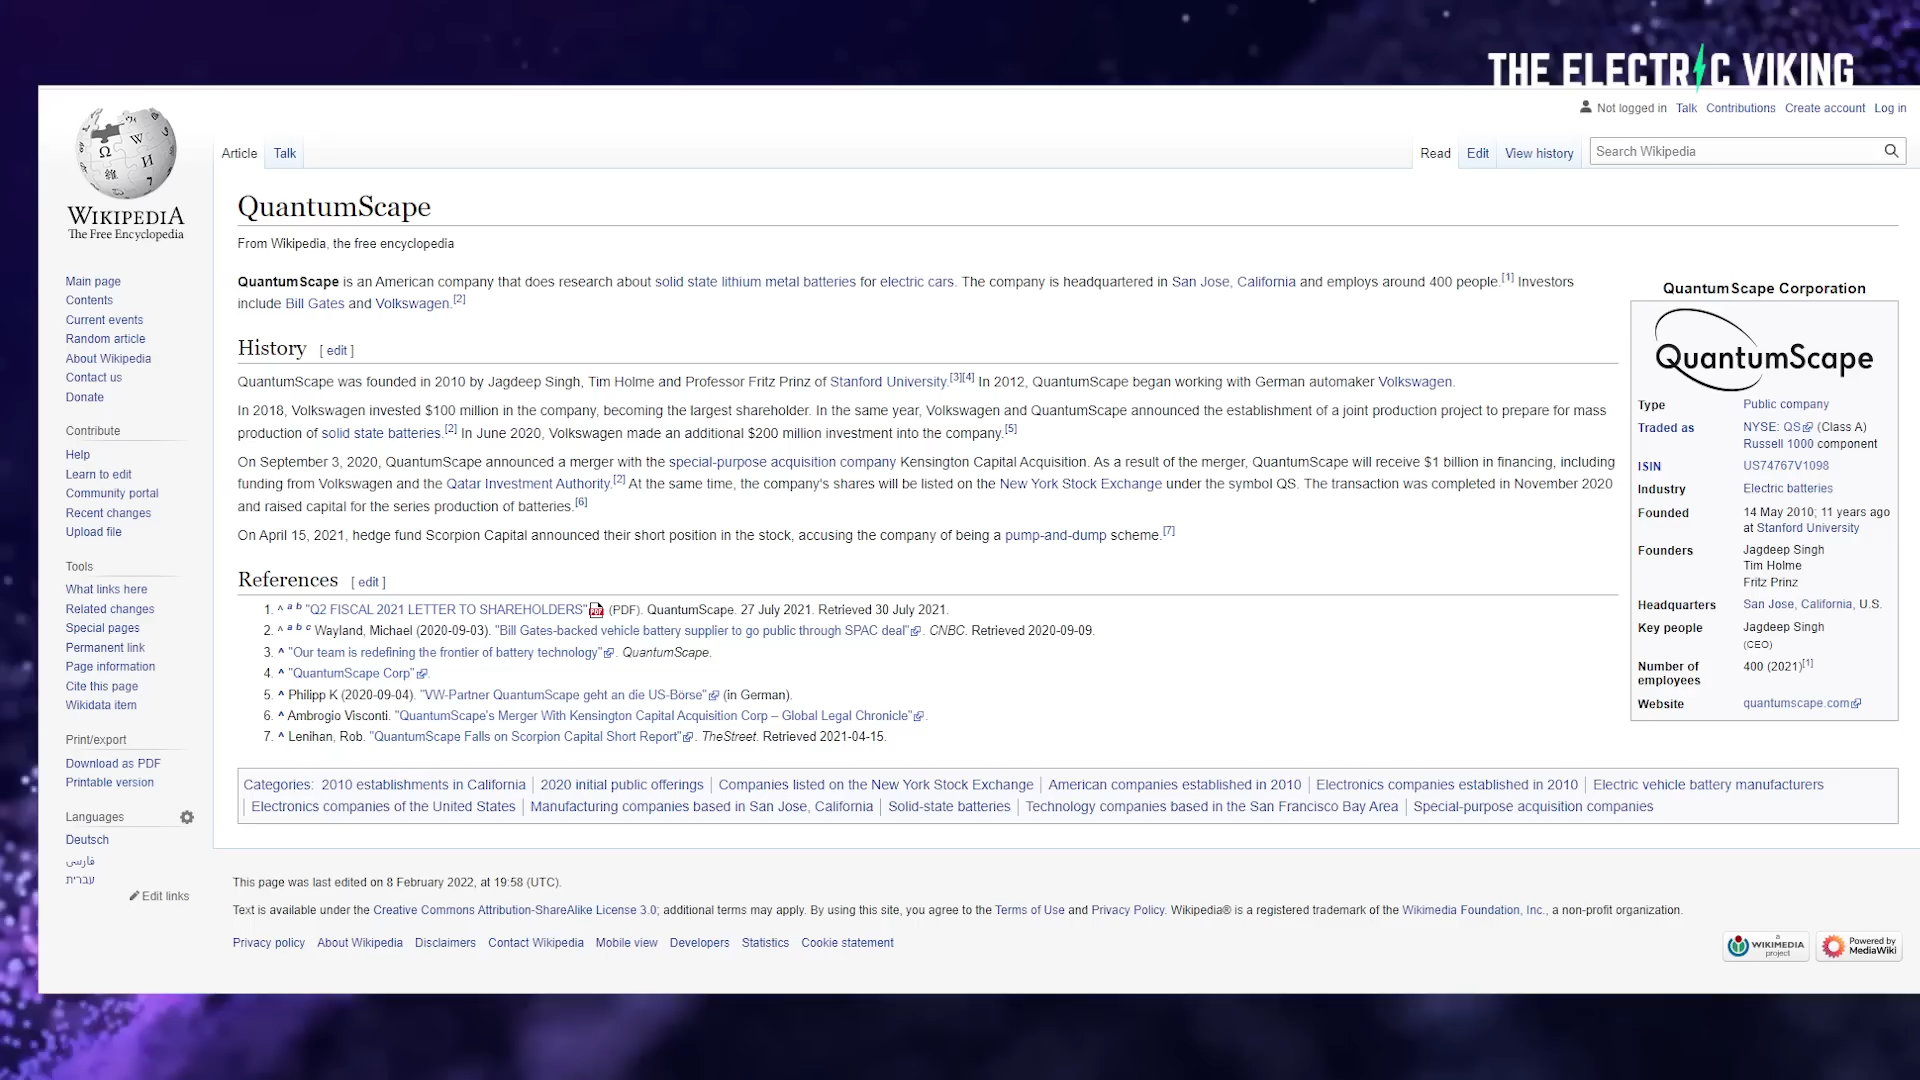 THE ELECTRIC VIKING
Not logged in Talk Contributions Create account Log in
Article Talk
Read Edit View history
Search Wikipedia
WIKIPEDIA
The Free Encyclopedia
Main page
Contents
Current events
Random article
About Wikipedia
Contact us
Donate
Contribute
Help
Learn to edit
Community portal
Recent changes
Upload file
Tools
What links here
Related changes
Special pages
Permanent link
Page information
Cite this page
Wikidata item
Print/export
Download as PDF
Printable version
Languages
Deutsch
فارسی
עברית
Edit links
QuantumScape
From Wikipedia, the free encyclopedia
QuantumScape is an American company that does research about solid state lithium metal batteries for electric cars. The company is headquartered in San Jose, California and employs around 400 people.[1] Investors
include Bill Gates and Volkswagen.[2]
History [ edit ]
QuantumScape was founded in 2010 by Jagdeep Singh, Tim Holme and Professor Fritz Prinz of Stanford University.[3][4] In 2012, QuantumScape began working with German automaker Volkswagen.
In 2018, Volkswagen invested $100 million in the company, becoming the largest shareholder. In the same year, Volkswagen and QuantumScape announced the establishment of a joint production project to prepare for mass
production of solid state batteries.[2] In June 2020, Volkswagen made an additional $200 million investment into the company.[5]
On September 3, 2020, QuantumScape announced a merger with the special-purpose acquisition company Kensington Capital Acquisition. As a result of the merger, QuantumScape will receive $1 billion in financing, including
funding from Volkswagen and the Qatar Investment Authority.[2] At the same time, the company's shares will be listed on the New York Stock Exchange under the symbol QS. The transaction was completed in November 2020
and raised capital for the series production of batteries.[6]
On April 15, 2021, hedge fund Scorpion Capital announced their short position in the stock, accusing the company of being a pump-and-dump scheme.[7]
References [ edit ]
1. ^ a b "Q2 FISCAL 2021 LETTER TO SHAREHOLDERS" (PDF). QuantumScape. 27 July 2021. Retrieved 30 July 2021.
2. ^ a b c Wayland, Michael (2020-09-03). "Bill Gates-backed vehicle battery supplier to go public through SPAC deal". CNBC. Retrieved 2020-09-09.
3. ^ "Our team is redefining the frontier of battery technology". QuantumScape.
4. ^ "QuantumScape Corp".
5. ^ Philipp K (2020-09-04). "VW-Partner QuantumScape geht an die US-Börse" (in German).
6. ^ Ambrogio Visconti. "QuantumScape's Merger With Kensington Capital Acquisition Corp – Global Legal Chronicle".
7. ^ Lenihan, Rob. "QuantumScape Falls on Scorpion Capital Short Report". TheStreet. Retrieved 2021-04-15.
QuantumScape Corporation
QuantumScape
Type Public company
Traded as NYSE: QS (Class A)
Russell 1000 component
ISIN US74767V1098
Industry Electric batteries
Founded 14 May 2010; 11 years ago
at Stanford University
Founders Jagdeep Singh
Tim Holme
Fritz Prinz
Headquarters San Jose, California, U.S.
Key people Jagdeep Singh
(CEO)
Number of 400 (2021)[1]
employees
Website quantumscape.com
Categories: 2010 establishments in California | 2020 initial public offerings | Companies listed on the New York Stock Exchange | American companies established in 2010 | Electronics companies established in 2010 | Electric vehicle battery manufacturers
| Electronics companies of the United States | Manufacturing companies based in San Jose, California | Solid-state batteries | Technology companies based in the San Francisco Bay Area | Special-purpose acquisition companies
This page was last edited on 8 February 2022, at 19:58 (UTC).
Text is available under the Creative Commons Attribution-ShareAlike License 3.0; additional terms may apply. By using this site, you agree to the Terms of Use and Privacy Policy. Wikipedia® is a registered trademark of the Wikimedia Foundation, Inc., a non-profit organization.
Privacy policy About Wikipedia Disclaimers Contact Wikipedia Mobile view Developers Statistics Cookie statement
a
WIKIMEDIA
project
Powered by
MediaWiki